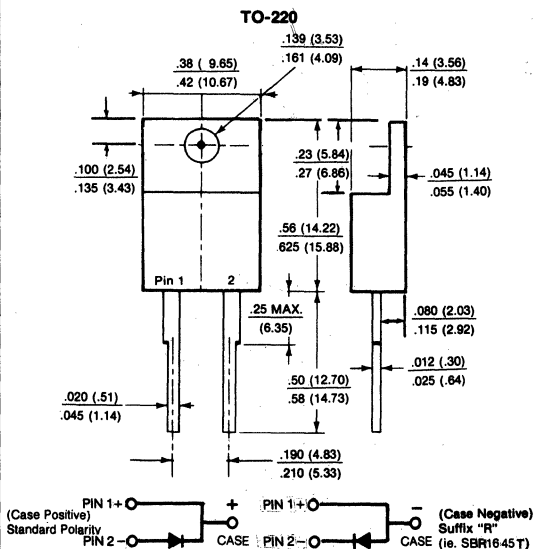 TO-220
.139 (3.53)
.161 (4.09)
.38 ( 9.65)
.42 (10.67)
.14 (3.56)
.19 (4.83)
.100 (2.54)
.135 (3.43)
.23 (5.84)
.27 (6.86)
.045 (1.14)
.055 (1.40)
.56 (14.22)
.625 (15.88)
Pin 1 2
.25 MAX.
(6.35)
.080 (2.03)
.115 (2.92)
.012 (.30)
.025 (.64)
.50 (12.70)
.58 (14.73)
.020 (.51)
.045 (1.14)
.190 (4.83)
.210 (5.33)
(Case Positive)
Standard Polarity
PIN 1+
PIN 2 -
+
CASE
PIN 1+
PIN 2 -
–
CASE
(Case Negative)
Suffix "R"
(ie. SBR1645T)